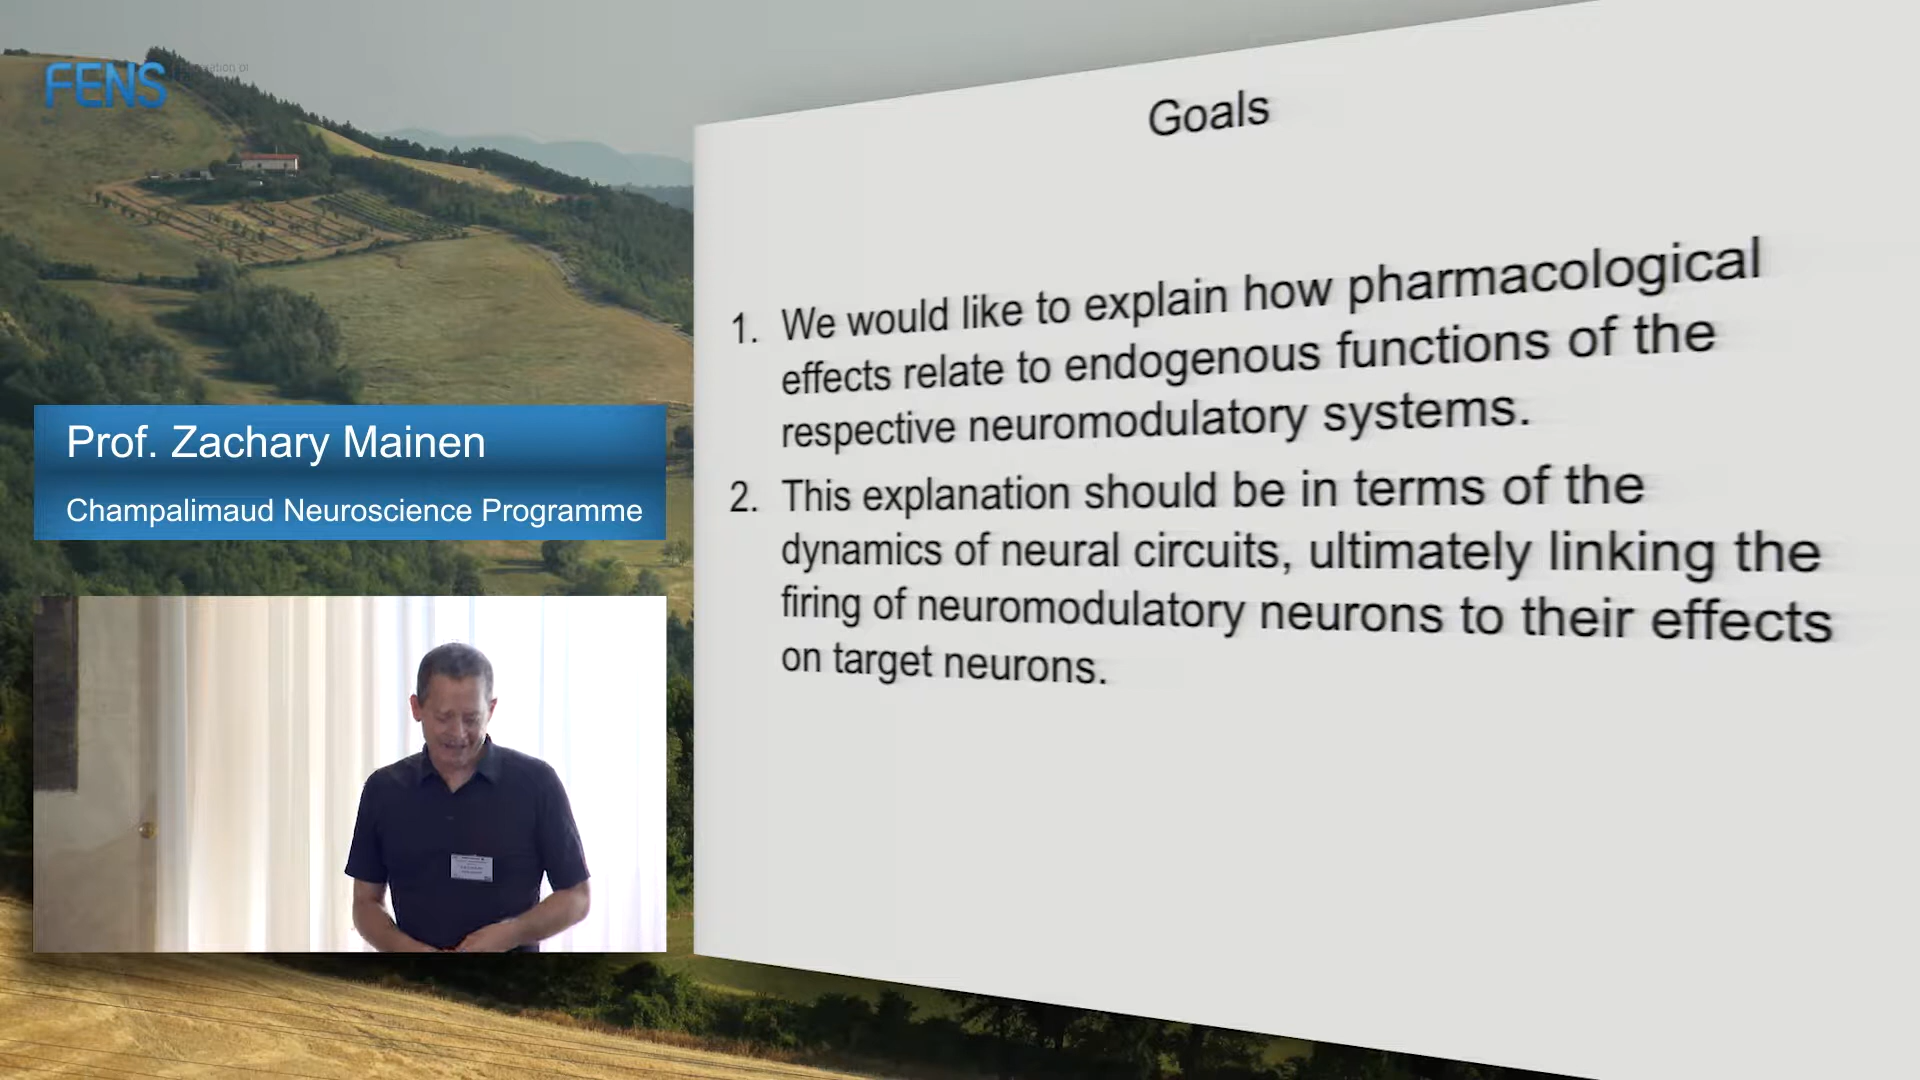 FENS
Goals
1. We would like to explain how pharmacological
effects relate to endogenous functions of the
respective neuromodulatory systems.
2. This explanation should be in terms of the
dynamics of neural circuits, ultimately linking the
firing of neuromodulatory neurons to their effects
on target neurons.
Prof. Zachary Mainen
Champalimaud Neuroscience Programme